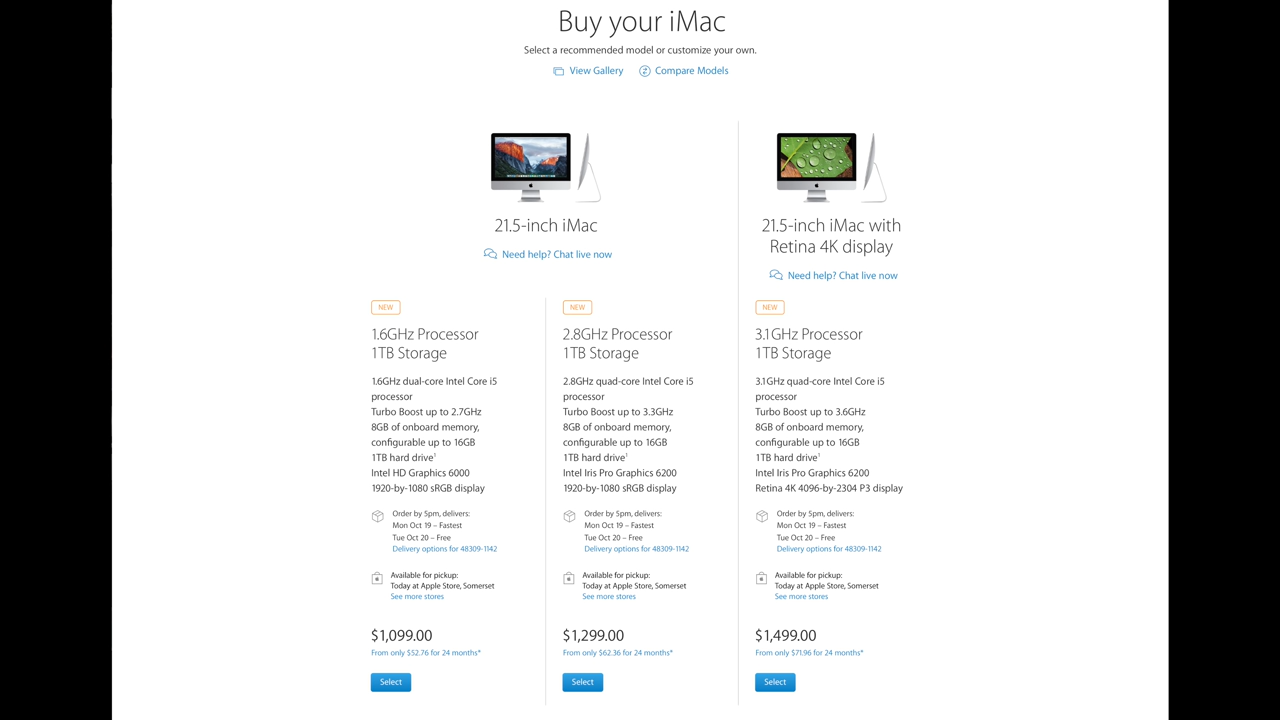 Buy your iMac
Select a recommended model or customize your own.
View Gallery
Compare Models
21.5-inch iMac
Need help? Chat live now
21.5-inch iMac with
Retina 4K display
Need help? Chat live now
NEW
1.6GHz Processor
1TB Storage
1.6GHz dual-core Intel Core i5
processor
Turbo Boost up to 2.7GHz
8GB of onboard memory,
configurable up to 16GB
1TB hard drive¹
Intel HD Graphics 6000
1920-by-1080 sRGB display
Order by 5pm, delivers:
Mon Oct 19 – Fastest
Tue Oct 20 – Free
Delivery options for 48309-1142
Available for pickup:
Today at Apple Store, Somerset
See more stores
$1,099.00
From only $52.76 for 24 months*
Select
NEW
2.8GHz Processor
1TB Storage
2.8GHz quad-core Intel Core i5
processor
Turbo Boost up to 3.3GHz
8GB of onboard memory,
configurable up to 16GB
1TB hard drive¹
Intel Iris Pro Graphics 6200
1920-by-1080 sRGB display
Order by 5pm, delivers:
Mon Oct 19 – Fastest
Tue Oct 20 – Free
Delivery options for 48309-1142
Available for pickup:
Today at Apple Store, Somerset
See more stores
$1,299.00
From only $62.36 for 24 months*
Select
NEW
3.1GHz Processor
1TB Storage
3.1GHz quad-core Intel Core i5
processor
Turbo Boost up to 3.6GHz
8GB of onboard memory,
configurable up to 16GB
1TB hard drive¹
Intel Iris Pro Graphics 6200
Retina 4K 4096-by-2304 P3 display
Order by 5pm, delivers:
Mon Oct 19 – Fastest
Tue Oct 20 – Free
Delivery options for 48309-1142
Available for pickup:
Today at Apple Store, Somerset
See more stores
$1,499.00
From only $71.96 for 24 months*
Select